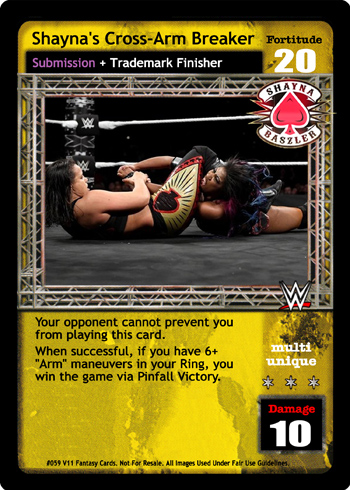 Shayna's Cross-Arm Breaker
Fortitude
20
Submission + Trademark Finisher
SHAYNA
BASZLER
W
Your opponent cannot prevent you
from playing this card.
When successful, if you have 6+
"Arm" maneuvers in your Ring, you
win the game via Pinfall Victory.
multi
unique
Damage
10
#059 V11 Fantasy Cards. Not For Resale. All Images Used Under Fair Use Guidelines.